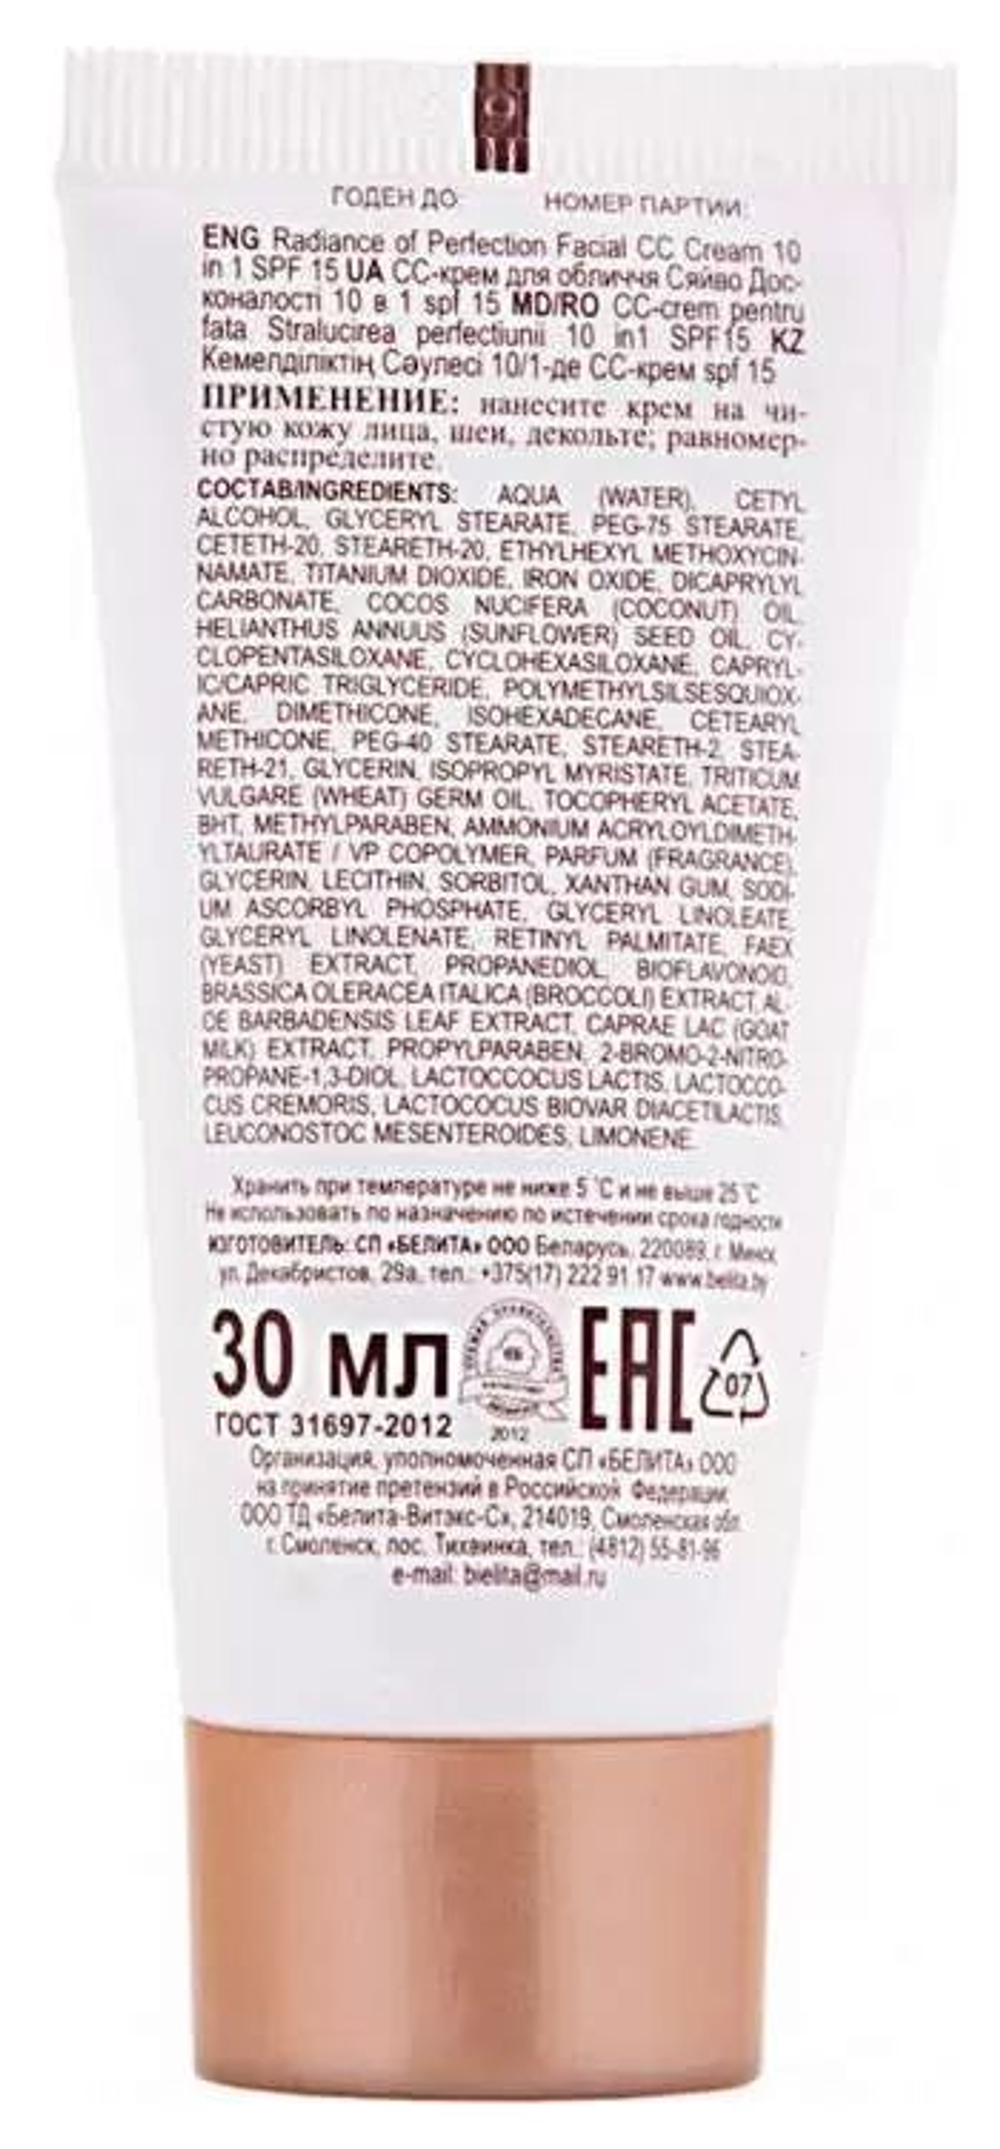 ГОДЕН ДО НОМЕР ПАРТИИ:
ENG Radiance of Perfection Facial CC Cream 10
in 1 SPF 15 UA CC-крем для обличчя Сяйво Дос-
коналості 10 в 1 spf 15 MD/RO CC-crem pentru
fata Stralucirea perfectiunii 10 in1 SPF15 KZ
Кемелділіктің Сәулесі 10/1-де CC-крем spf 15
ПРИМЕНЕНИЕ: нанесите крем на чи-
стую кожу лица, шеи, декольте; равномер-
но распределите.
СОСТАВ/INGREDIENTS: AQUA (WATER), CETYL
ALCOHOL, GLYCERYL STEARATE, PEG-75 STEARATE,
CETETH-20, STEARETH-20, ETHYLHEXYL METHOXYCIN-
NAMATE, TITANIUM DIOXIDE, IRON OXIDE, DICAPRYLYL
CARBONATE, COCOS NUCIFERA (COCONUT) OIL,
HELIANTHUS ANNUUS (SUNFLOWER) SEED OIL, CY-
CLOPENTASILOXANE, CYCLOHEXASILOXANE, CAPRYL-
IC/CAPRIC TRIGLYCERIDE, POLYMETHYLSILSESQUIOX-
ANE, DIMETHICONE, ISOHEXADECANE, CETEARYL
METHICONE, PEG-40 STEARATE, STEARETH-2, STEA-
RETH-21, GLYCERIN, ISOPROPYL MYRISTATE, TRITICUM
VULGARE (WHEAT) GERM OIL, TOCOPHERYL ACETATE,
BHT, METHYLPARABEN, AMMONIUM ACRYLOYLDIMETH-
YLTAURATE / VP COPOLYMER, PARFUM (FRAGRANCE),
GLYCERIN, LECITHIN, SORBITOL, XANTHAN GUM, SODI-
UM ASCORBYL PHOSPHATE, GLYCERYL LINOLEATE,
GLYCERYL LINOLENATE, RETINYL PALMITATE, FAEX
(YEAST) EXTRACT, PROPANEDIOL, BIOFLAVONOID,
BRASSICA OLERACEA ITALICA (BROCCOLI) EXTRACT, AL-
OE BARBADENSIS LEAF EXTRACT, CAPRAE LAC (GOAT
MILK) EXTRACT, PROPYLPARABEN, 2-BROMO-2-NITRO-
PROPANE-1,3-DIOL, LACTOCCOCUS LACTIS, LACTOCCO-
CUS CREMORIS, LACTOCOCUS BIOVAR DIACETILACTIS,
LEUCONOSTOC MESENTEROIDES, LIMONENE.
Хранить при температуре не ниже 5 °С и не выше 25 °С
Не использовать по назначению по истечении срока годности
ИЗГОТОВИТЕЛЬ: СП «БЕЛИТА» ООО Беларусь, 220089, г. Минск,
ул. Декабристов, 29а, тел.: +375(17) 222 91 17 www.belita.by
30 мл EAC 07
ГОСТ 31697-2012 2012
Организация, уполномоченная СП «БЕЛИТА» ООО
на принятие претензий в Российской Федерации,
ООО ТД «Белита-Витэкс-С», 214019, Смоленская обл.
г. Смоленск, пос. Тихвинка, тел.: (4812) 55-81-96
e-mail: bielita@mail.ru